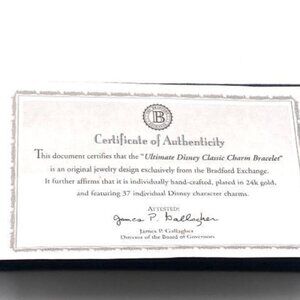 B
Certificate of Authenticity
This document certifies that the "Ultimate Disney Classic Charm Bracelet"
is an original jewelry design exclusively from the Bradford Exchange.
It further affirms that it is individually hand-crafted, plated in 24k gold,
and featuring 37 individual Disney character charms.
ATTESTED:
James P. Gallagher
James P. Gallagher
Director of the Board of Governors